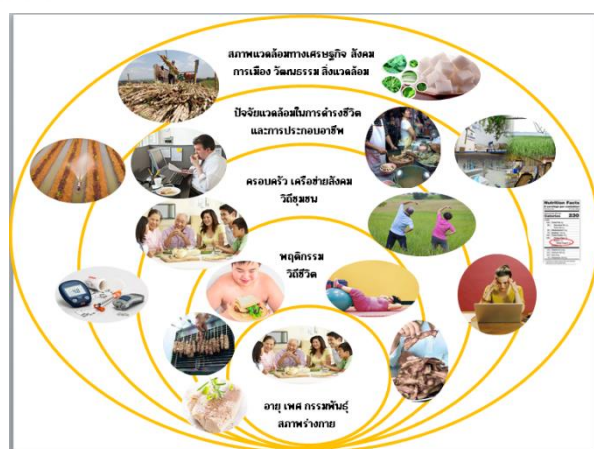 สภาพแวดล้อมทางเศรษฐกิจ สังคม
การเมือง วัฒนธรรม สิ่งแวดล้อม
ปัจจัยแวดล้อมในการดำรงชีวิต
และการประกอบอาชีพ
ครอบครัว เครือข่ายสังคม
วิถีชุมชน
พฤติกรรม
วิถีชีวิต
อายุ เพศ กรรมพันธุ์
สภาพร่างกาย
Nutrition Facts